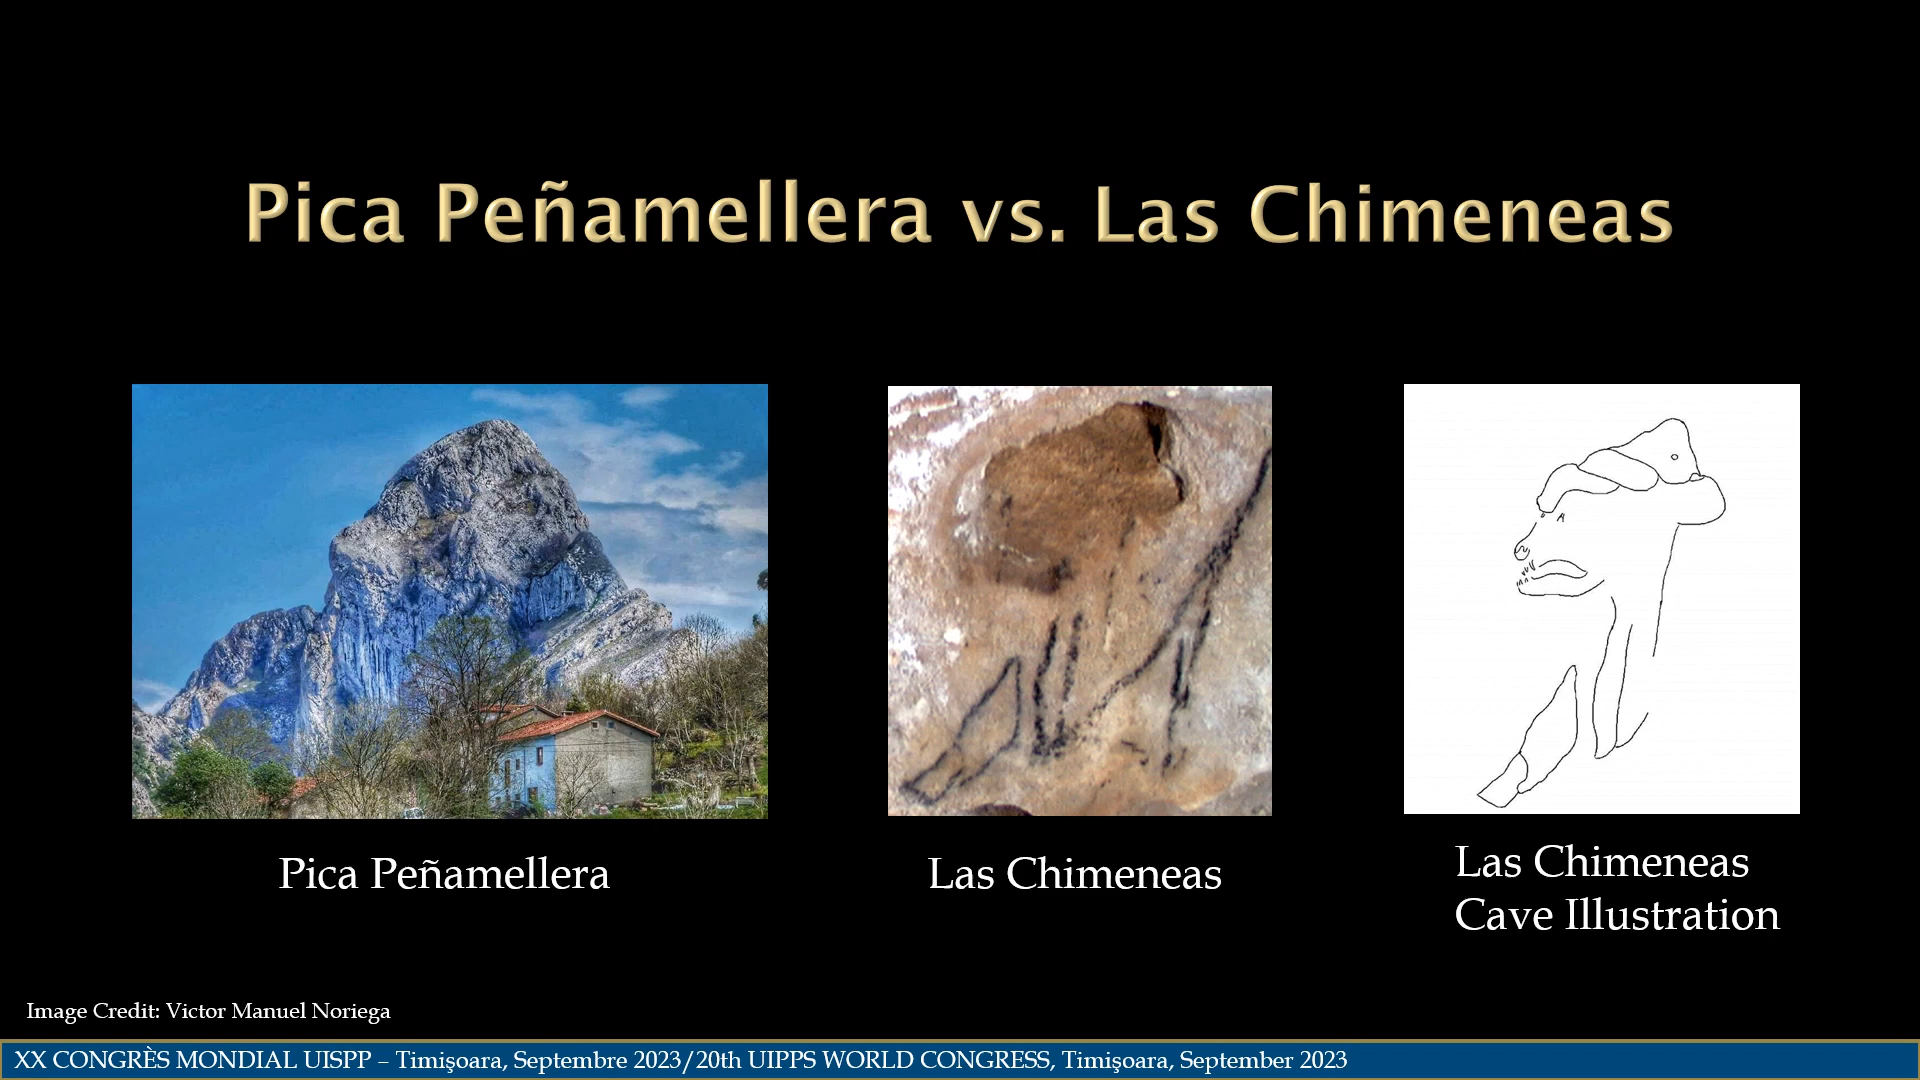 Pica Peñamellera vs. Las Chimeneas
Pica Peñamellera
Las Chimeneas
Las Chimeneas
Cave Illustration
Image Credit: Victor Manuel Noriega
XX CONGRÈS MONDIAL UISPP – Timişoara, Septembre 2023/20th UIPPS WORLD CONGRESS, Timişoara, September 2023